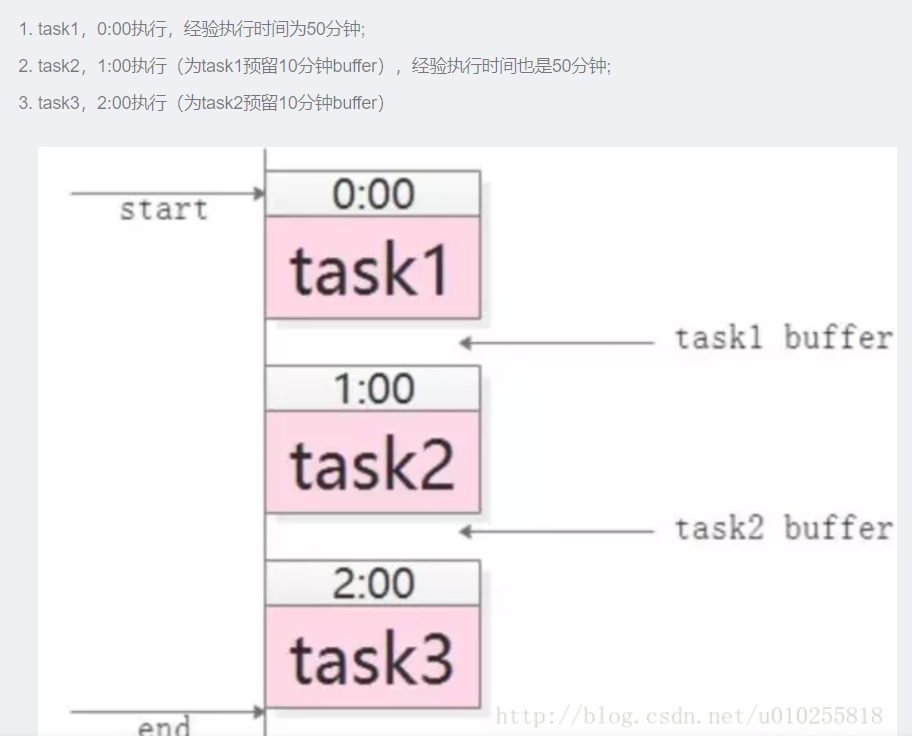 1. task1，0:00执行，经验执行时间为50分钟;
2. task2，1:00执行（为task1预留10分钟buffer），经验执行时间也是50分钟;
3. task3，2:00执行（为task2预留10分钟buffer）
0:00
start
task1
task1 buffer
1:00
task2
task2 buffer
2:00
task3
http://blog.csdn.net/u010255818
end